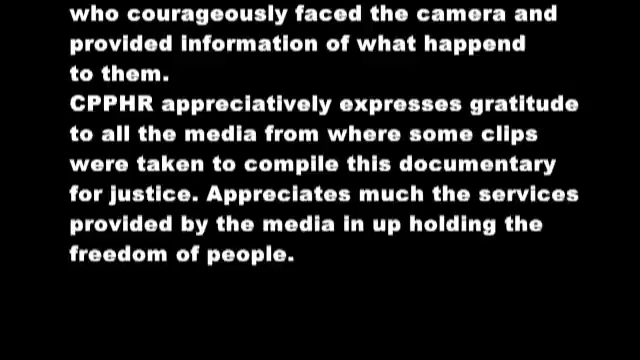 who courageously faced the camera and
provided information of what happend
to them.
CPPHR appreciatively expresses gratitude
to all the media from where some clips
were taken to compile this documentary
for justice. Appreciates much the services
provided by the media in up holding the
freedom of people.